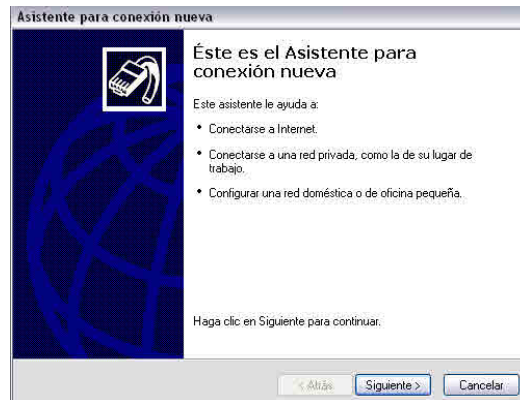 Asistente para conexión nueva
Éste es el Asistente para
conexión nueva
Este asistente le ayuda a:
• Conectarse a Internet.
• Conectarse a una red privada, como la de su lugar de
trabajo.
• Configurar una red doméstica o de oficina pequeña.
Haga clic en Siguiente para continuar.
< Atrás
Siguiente >
Cancelar